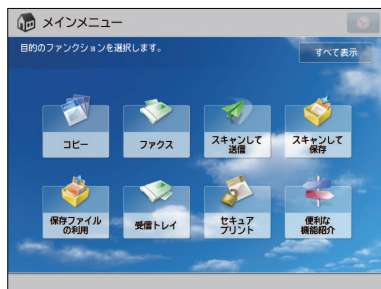 メインメニュー
目的のファンクションを選択します。
すべて表示
コピー
ファクス
スキャンして
送信
スキャンして
保存
保存ファイル
の利用
受信トレイ
セキュア
プリント
便利な
機能紹介